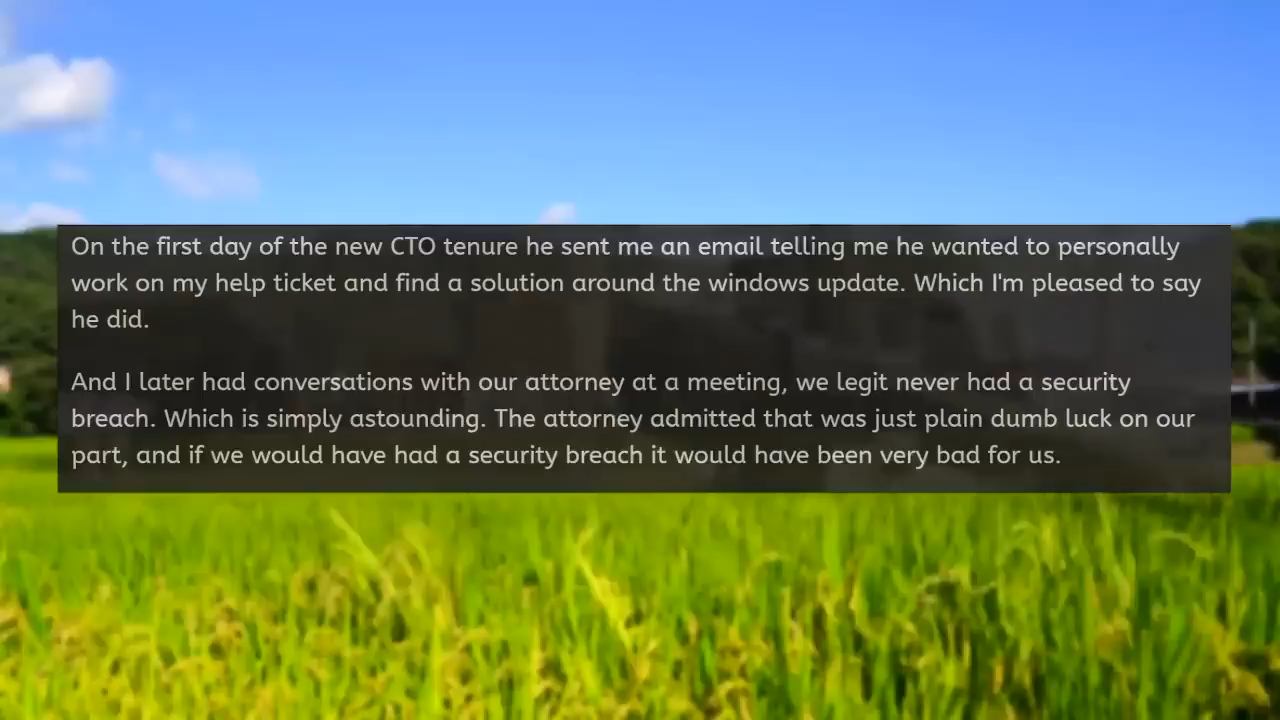 On the first day of the new CTO tenure he sent me an email telling me he wanted to personally
work on my help ticket and find a solution around the windows update. Which I'm pleased to say
he did.
And I later had conversations with our attorney at a meeting, we legit never had a security
breach. Which is simply astounding. The attorney admitted that was just plain dumb luck on our
part, and if we would have had a security breach it would have been very bad for us.